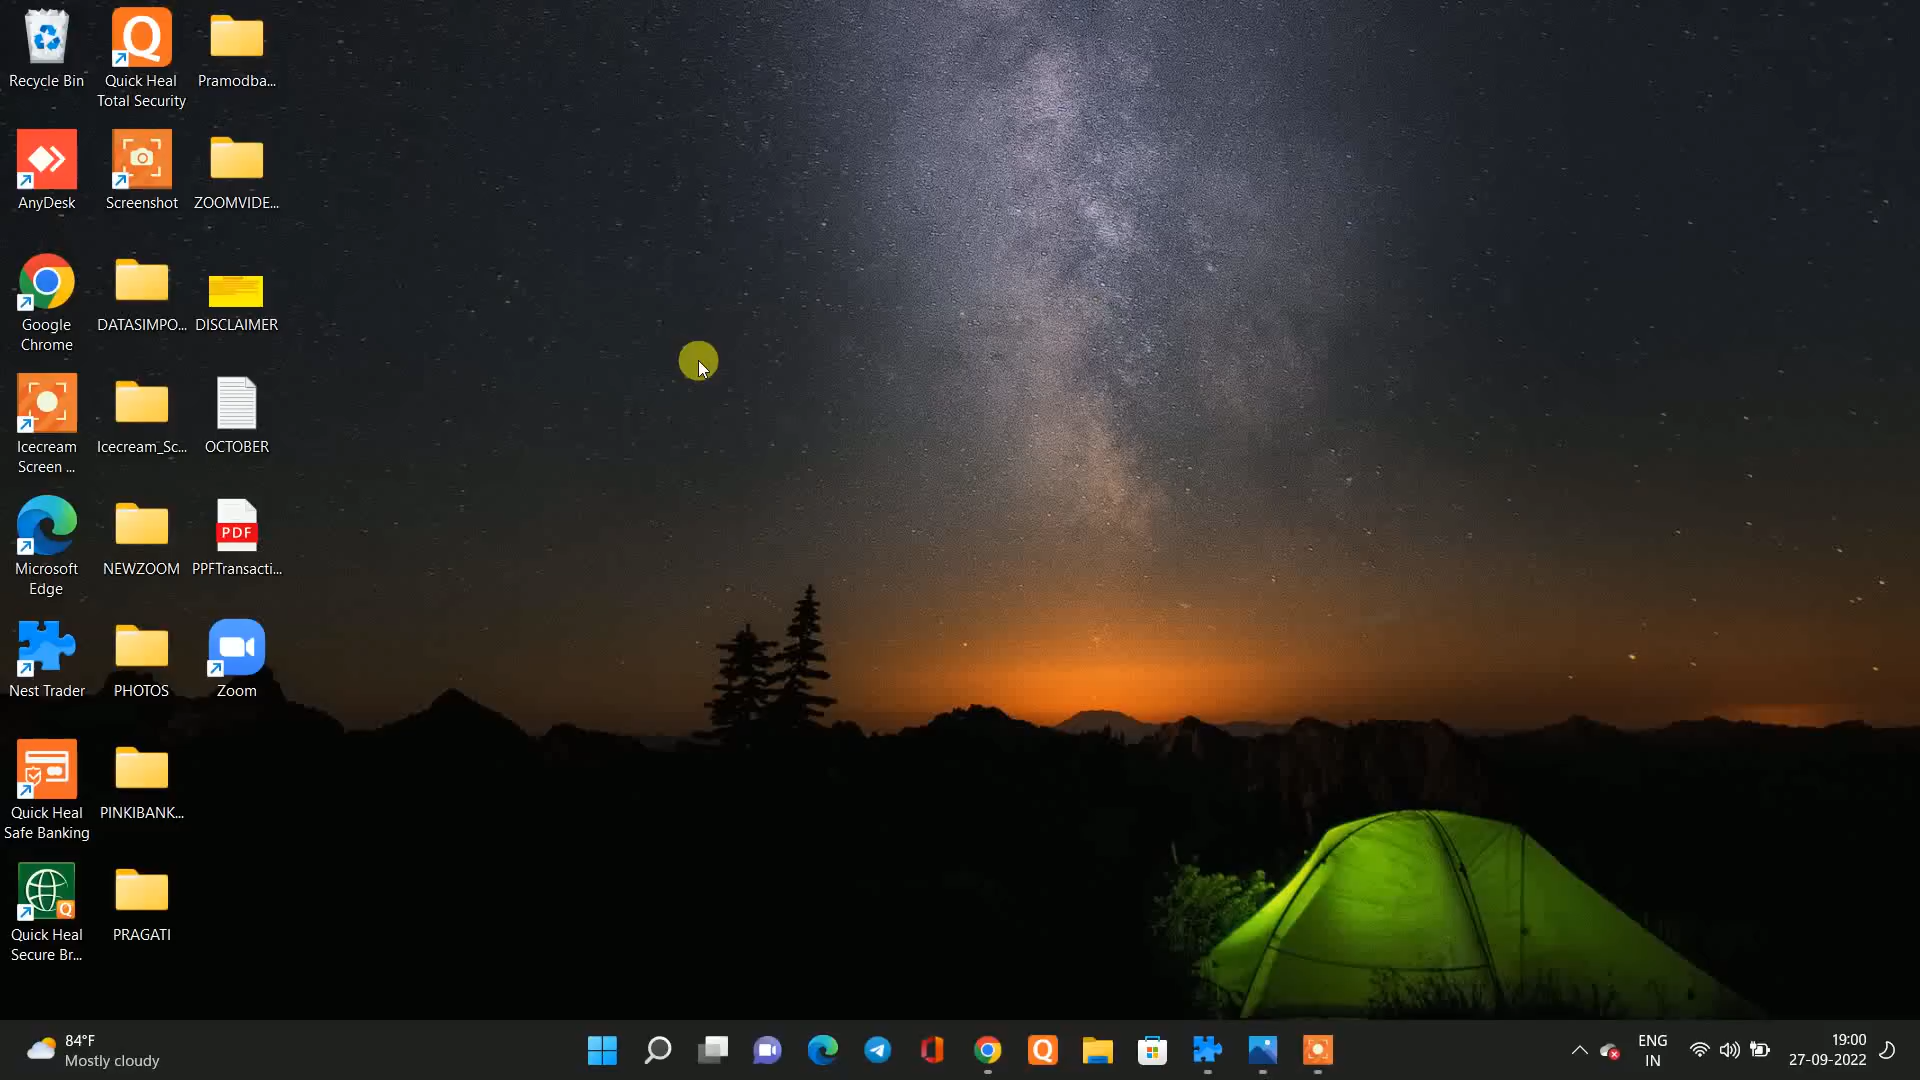 Recycle Bin
Quick Heal
Total Security
Pramodba...
AnyDesk
Screenshot
ZOOMVIDE...
Google
Chrome
DATASIMPO...
DISCLAIMER
Icecream
Screen ...
Icecream_Sc...
OCTOBER
Microsoft
Edge
NEWZOOM
PDF
PPFTransacti...
Nest Trader
PHOTOS
Zoom
Quick Heal
Safe Banking
PINKIBANK...
Quick Heal
Secure Br...
PRAGATI
84°F
Mostly cloudy
ENG
IN
19:00
27-09-2022